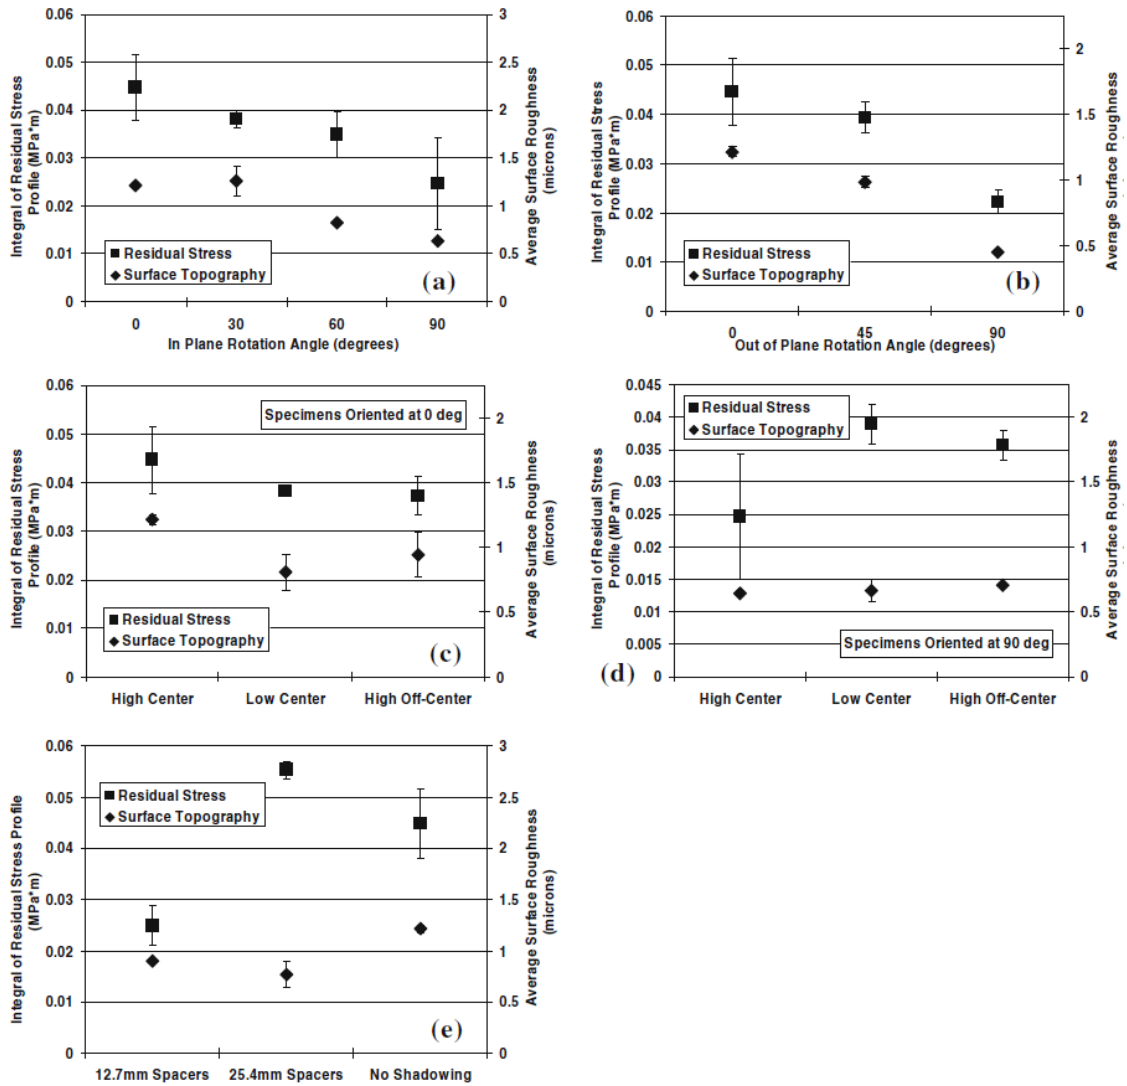 0.06
0.05
0.04
0.03
0.02
0.01
0
Integral of Residual Stress
Profile (MPa*m)
3
2.5
2
1.5
1
0.5
0
Average Surface Roughness
(microns)
Residual Stress
Surface Topography
(a)
0 30 60 90
In Plane Rotation Angle (degrees)
0.06
0.05
0.04
0.03
0.02
0.01
0
Integral of Residual Stress
Profile (MPa*m)
2
1.5
1
0.5
0
Average Surface Roughness
Residual Stress
Surface Topography
(b)
0 45 90
Out of Plane Rotation Angle (degrees)
0.06
0.05
0.04
0.03
0.02
0.01
0
Integral of Residual Stress
Profile (MPa*m)
2
1.5
1
0.5
0
Average Surface Roughness
(microns)
Specimens Oriented at 0 deg
Residual Stress
Surface Topography
(c)
High Center Low Center High Off-Center
0.045
0.04
0.035
0.03
0.025
0.02
0.015
0.01
0.005
0
Integral of Residual Stress
Profile (MPa*m)
2
1.5
1
0.5
0
Average Surface Roughness
Residual Stress
Surface Topography
Specimens Oriented at 90 deg
(d)
High Center Low Center High Off-Center
0.06
0.05
0.04
0.03
0.02
0.01
0
Integral of Residual Stress Profile
(MPa*m)
3
2.5
2
1.5
1
0.5
0
Average Surface Roughness
(microns)
Residual Stress
Surface Topography
(e)
12.7mm Spacers 25.4mm Spacers No Shadowing